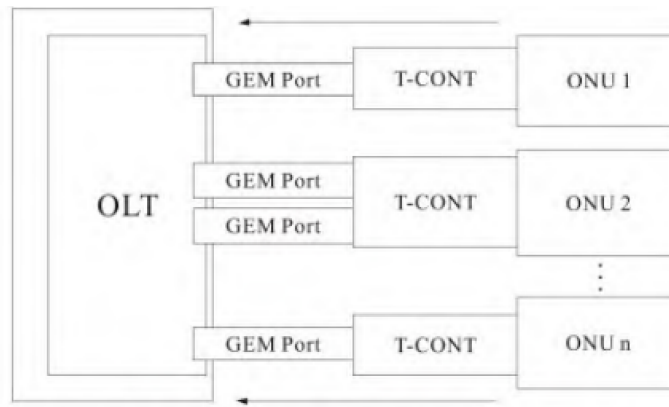 GEM Port T-CONT ONU 1
GEM Port
OLT T-CONT ONU 2
GEM Port
GEM Port T-CONT ONU n